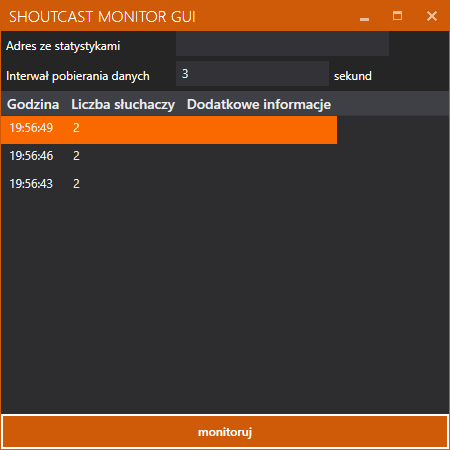 SHOUTCAST MONITOR GUI
Adres ze statystykami
Interwał pobierania danych 3 sekund
Godzina Liczba słuchaczy Dodatkowe informacje
19:56:49 2
19:56:46 2
19:56:43 2
monitoruj